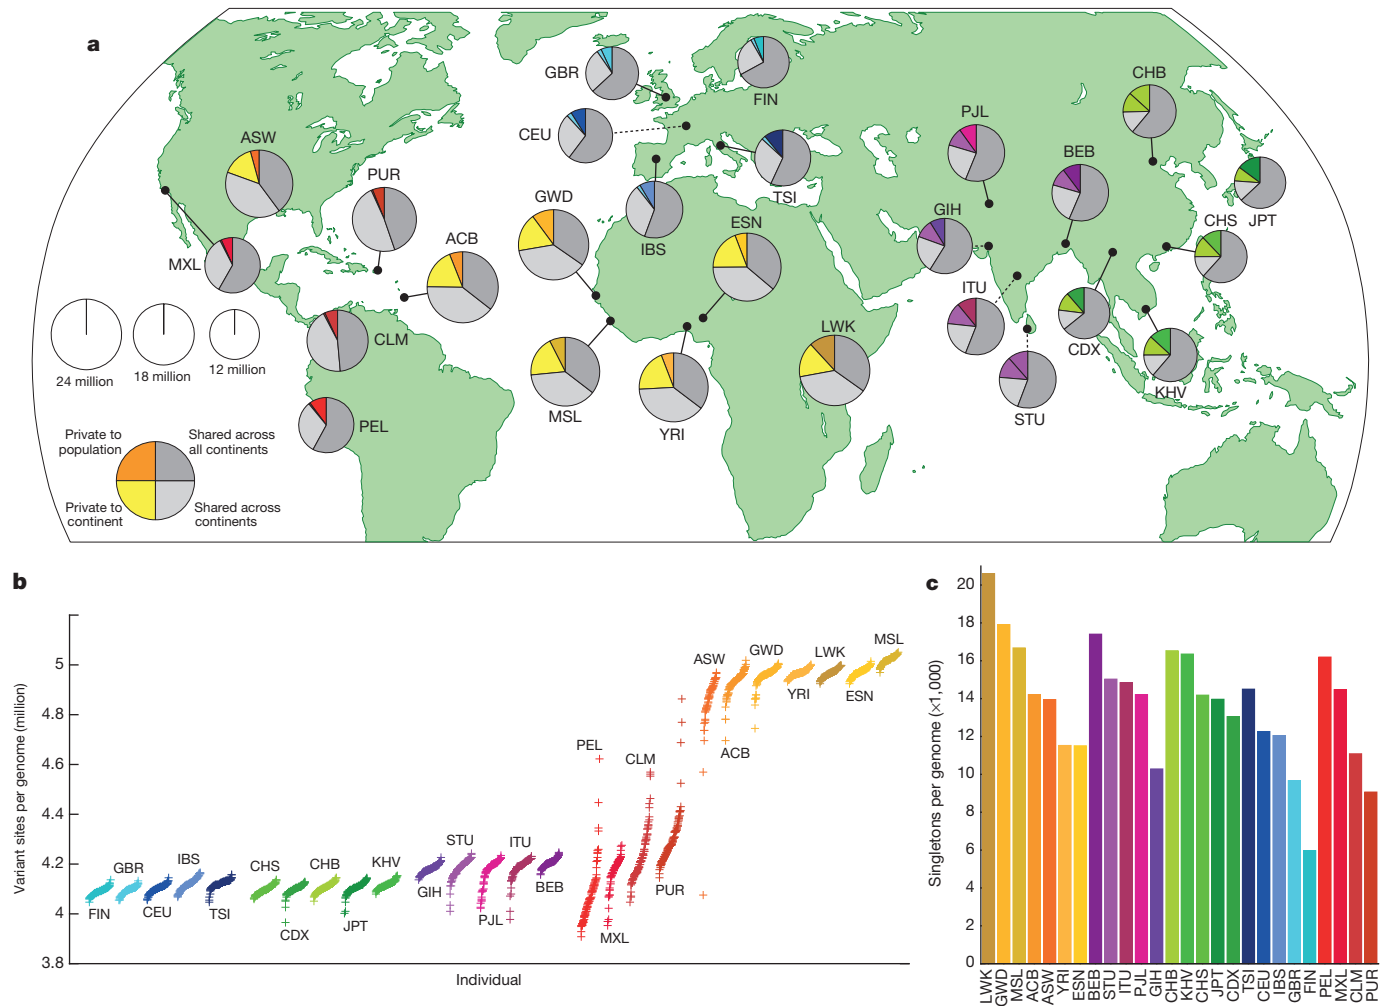 a
GBR
FIN
CHB
CEU
PJL
ASW
BEB
PUR
TSI
GWD
ESN
GIH
CHS
JPT
ACB
IBS
MXL
ITU
CLM
LWK
CDX
24 million
18 million
12 million
MSL
KHV
STU
YRI
PEL
Private to
population
Shared across
all continents
Private to
continent
Shared across
continents
b
Variant sites per genome (million)
5
4.8
4.6
4.4
4.2
4
3.8
FIN
GBR
CEU
IBS
TSI
CHS
CDX
CHB
JPT
KHV
GIH
STU
PJL
ITU
BEB
PEL
MXL
CLM
PUR
ASW
ACB
GWD
YRI
LWK
ESN
MSL
Individual
c
Singletons per genome (×1,000)
20
18
16
14
12
10
8
6
4
2
0
LWK
GWD
MSL
ACB
ASW
YRI
ESN
BEB
STU
ITU
PJL
GIH
CHB
KHV
CHS
JPT
CDX
TSI
CEU
IBS
GBR
FIN
PEL
MXL
CLM
PUR